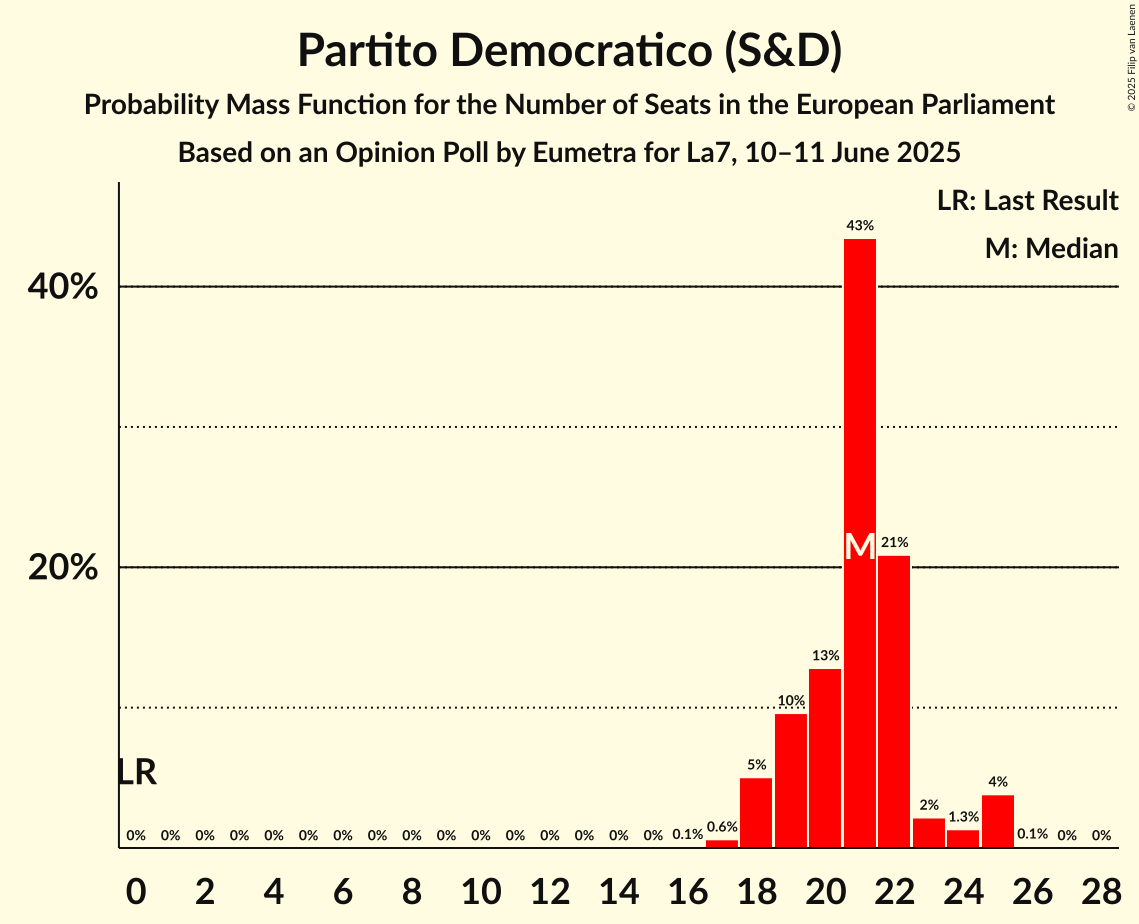 Partito Democratico (S&D)
Probability Mass Function for the Number of Seats in the European Parliament
Based on an Opinion Poll by Eumetra for La7, 10–11 June 2025
© 2025 Filip van Laenen
LR: Last Result
M: Median
40%
20%
43%
M
21%
13%
10%
5%
LR
0% 0% 0% 0% 0% 0% 0% 0% 0% 0% 0% 0% 0% 0% 0% 0% 0.1% 0.6% 2% 1.3% 4% 0.1% 0% 0%
0 2 4 6 8 10 12 14 16 18 20 22 24 26 28